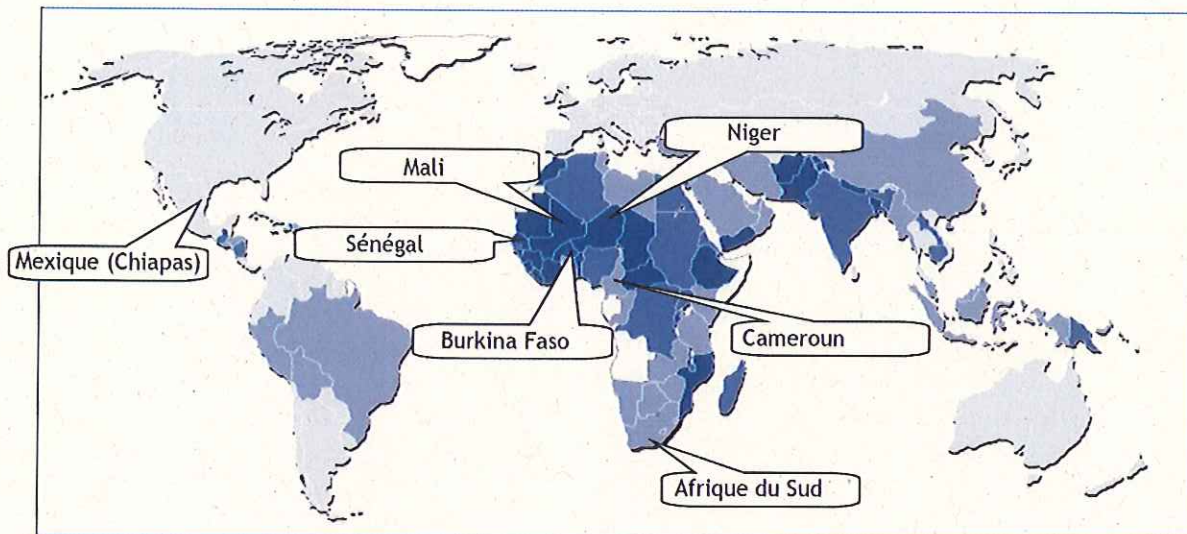 Niger
Mali
Sénégal
Mexique (Chiapas)
Burkina Faso
Cameroun
Afrique du Sud